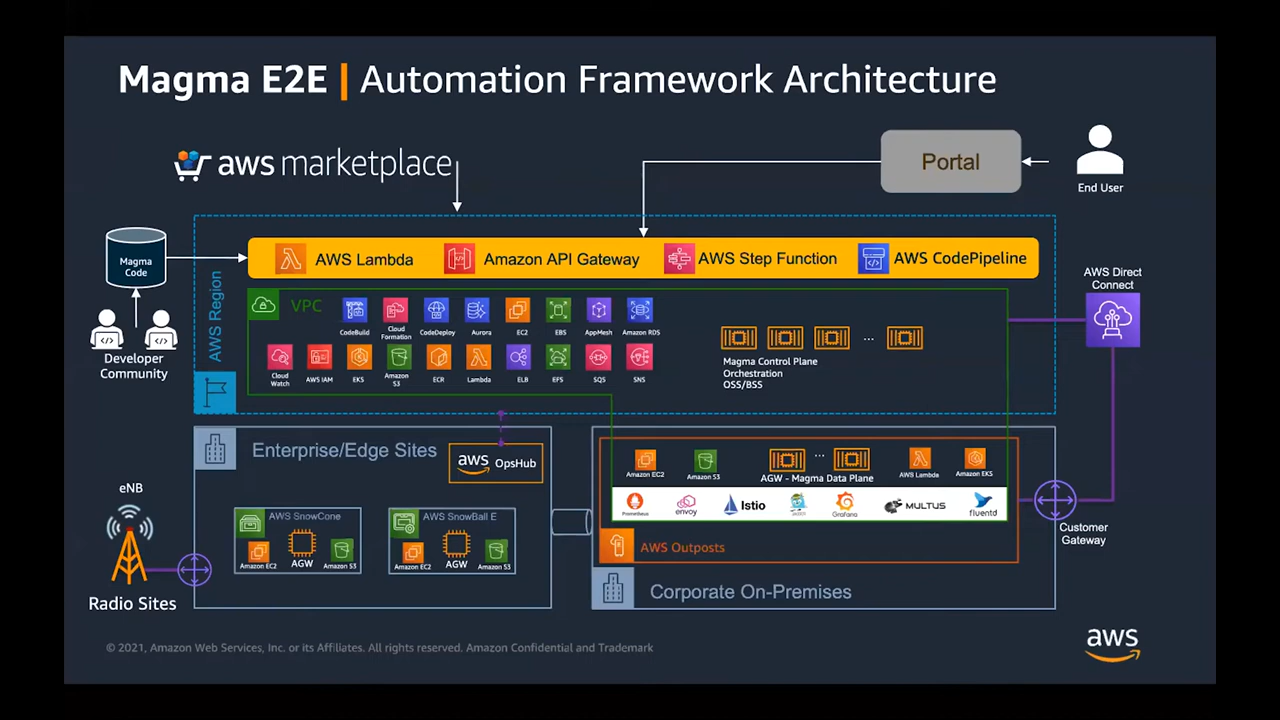 Magma E2E | Automation Framework Architecture
aws marketplace
Portal
End User
Magma
Code
AWS Lambda
Amazon API Gateway
AWS Step Function
AWS CodePipeline
AWS Direct
Connect
Developer
Community
AWS Region
VPC
CodeBuild
Cloud
Formation
CodeDeploy
Aurora
EC2
EBS
AppMesh
Amazon RDS
Cloud
Watch
AWS IAM
EKS
Amazon
S3
ECR
Lambda
ELB
EFS
SQS
SNS
...
Magma Control Plane
Orchestration
OSS/BSS
Enterprise/Edge Sites
aws OpsHub
eNB
Radio Sites
AWS SnowCone
Amazon EC2
AGW
Amazon S3
AWS SnowBall E
Amazon EC2
AGW
Amazon S3
Amazon EC2
Amazon S3
...
AGW - Magma Data Plane
AWS Lambda
Amazon EKS
Prometheus
envoy
Istio
Grafana
MULTUS
fluentd
AWS Outposts
Corporate On-Premises
Customer
Gateway
© 2021, Amazon Web Services, Inc. or its Affiliates. All rights reserved. Amazon Confidential and Trademark
aws